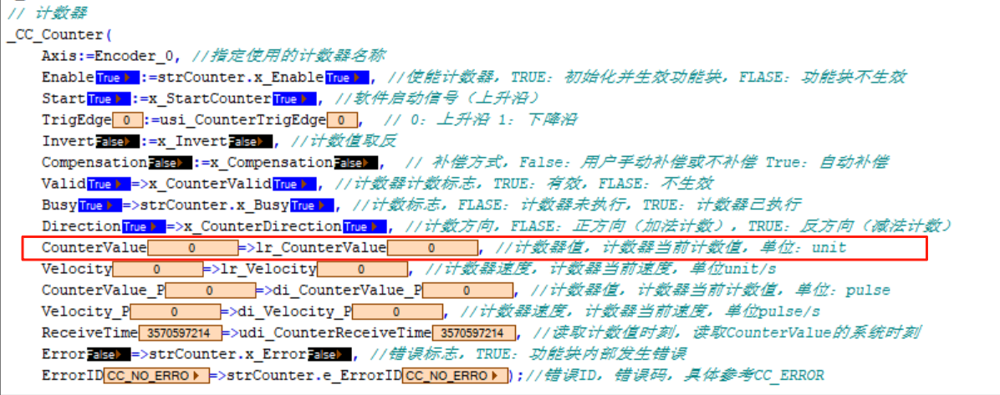 // 计数器
_CC_Counter(
Axis:=Encoder_0, //指定使用的计数器名称
Enable True :=strCounter.x_Enable True , //使能计数器，TRUE：初始化并生效功能块，FLASE：功能块不生效
Start True :=x_StartCounter True , //软件启动信号（上升沿）
TrigEdge 0 :=usi_CounterTrigEdge 0 , // 0：上升沿 1：下降沿
Invert False :=x_Invert False , //计数值取反
Compensation False :=x_Compensation False , // 补偿方式，False：用户手动补偿或不补偿 True：自动补偿
Valid True =>x_CounterValid True , //计数器计数标志，TRUE：有效，FLASE：不生效
Busy True =>strCounter.x_Busy True , //计数标志，FLASE：计数器未执行，TRUE：计数器已执行
Direction True =>x_CounterDirection True , //计数方向，FLASE：正方向（加法计数），TRUE：反方向（减法计数）
CounterValue 0 =>lr_CounterValue 0 , //计数器值，计数器当前计数值，单位：unit
Velocity 0 =>lr_Velocity 0 , //计数器速度，计数器当前速度，单位unit/s
CounterValue_P 0 =>di_CounterValue_P 0 , //计数器值，计数器当前计数值，单位：pulse
Velocity_P 0 =>di_Velocity_P 0 , //计数器速度，计数器当前速度，单位pulse/s
ReceiveTime 3570597214 =>udi_CounterReceiveTime 3570597214 , //读取计数值时刻，读取CounterValue的系统时刻
Error False =>strCounter.x_Error False , //错误标志，TRUE：功能块内部发生错误
ErrorID CC_NO_ERRO =>strCounter.e_ErrorID CC_NO_ERRO );//错误ID，错误码，具体参考CC_ERROR